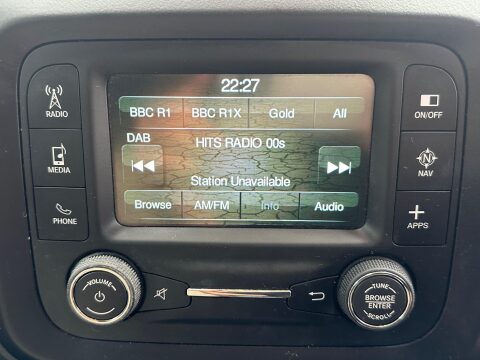 22:27
BBC R1 BBC R1X Gold All
DAB
HITS RADIO 00s
Station Unavailable
Browse AM/FM Info Audio
RADIO
MEDIA
PHONE
ON/OFF
NAV
APPS
VOLUME
TUNE
BROWSE
ENTER
SCROLL